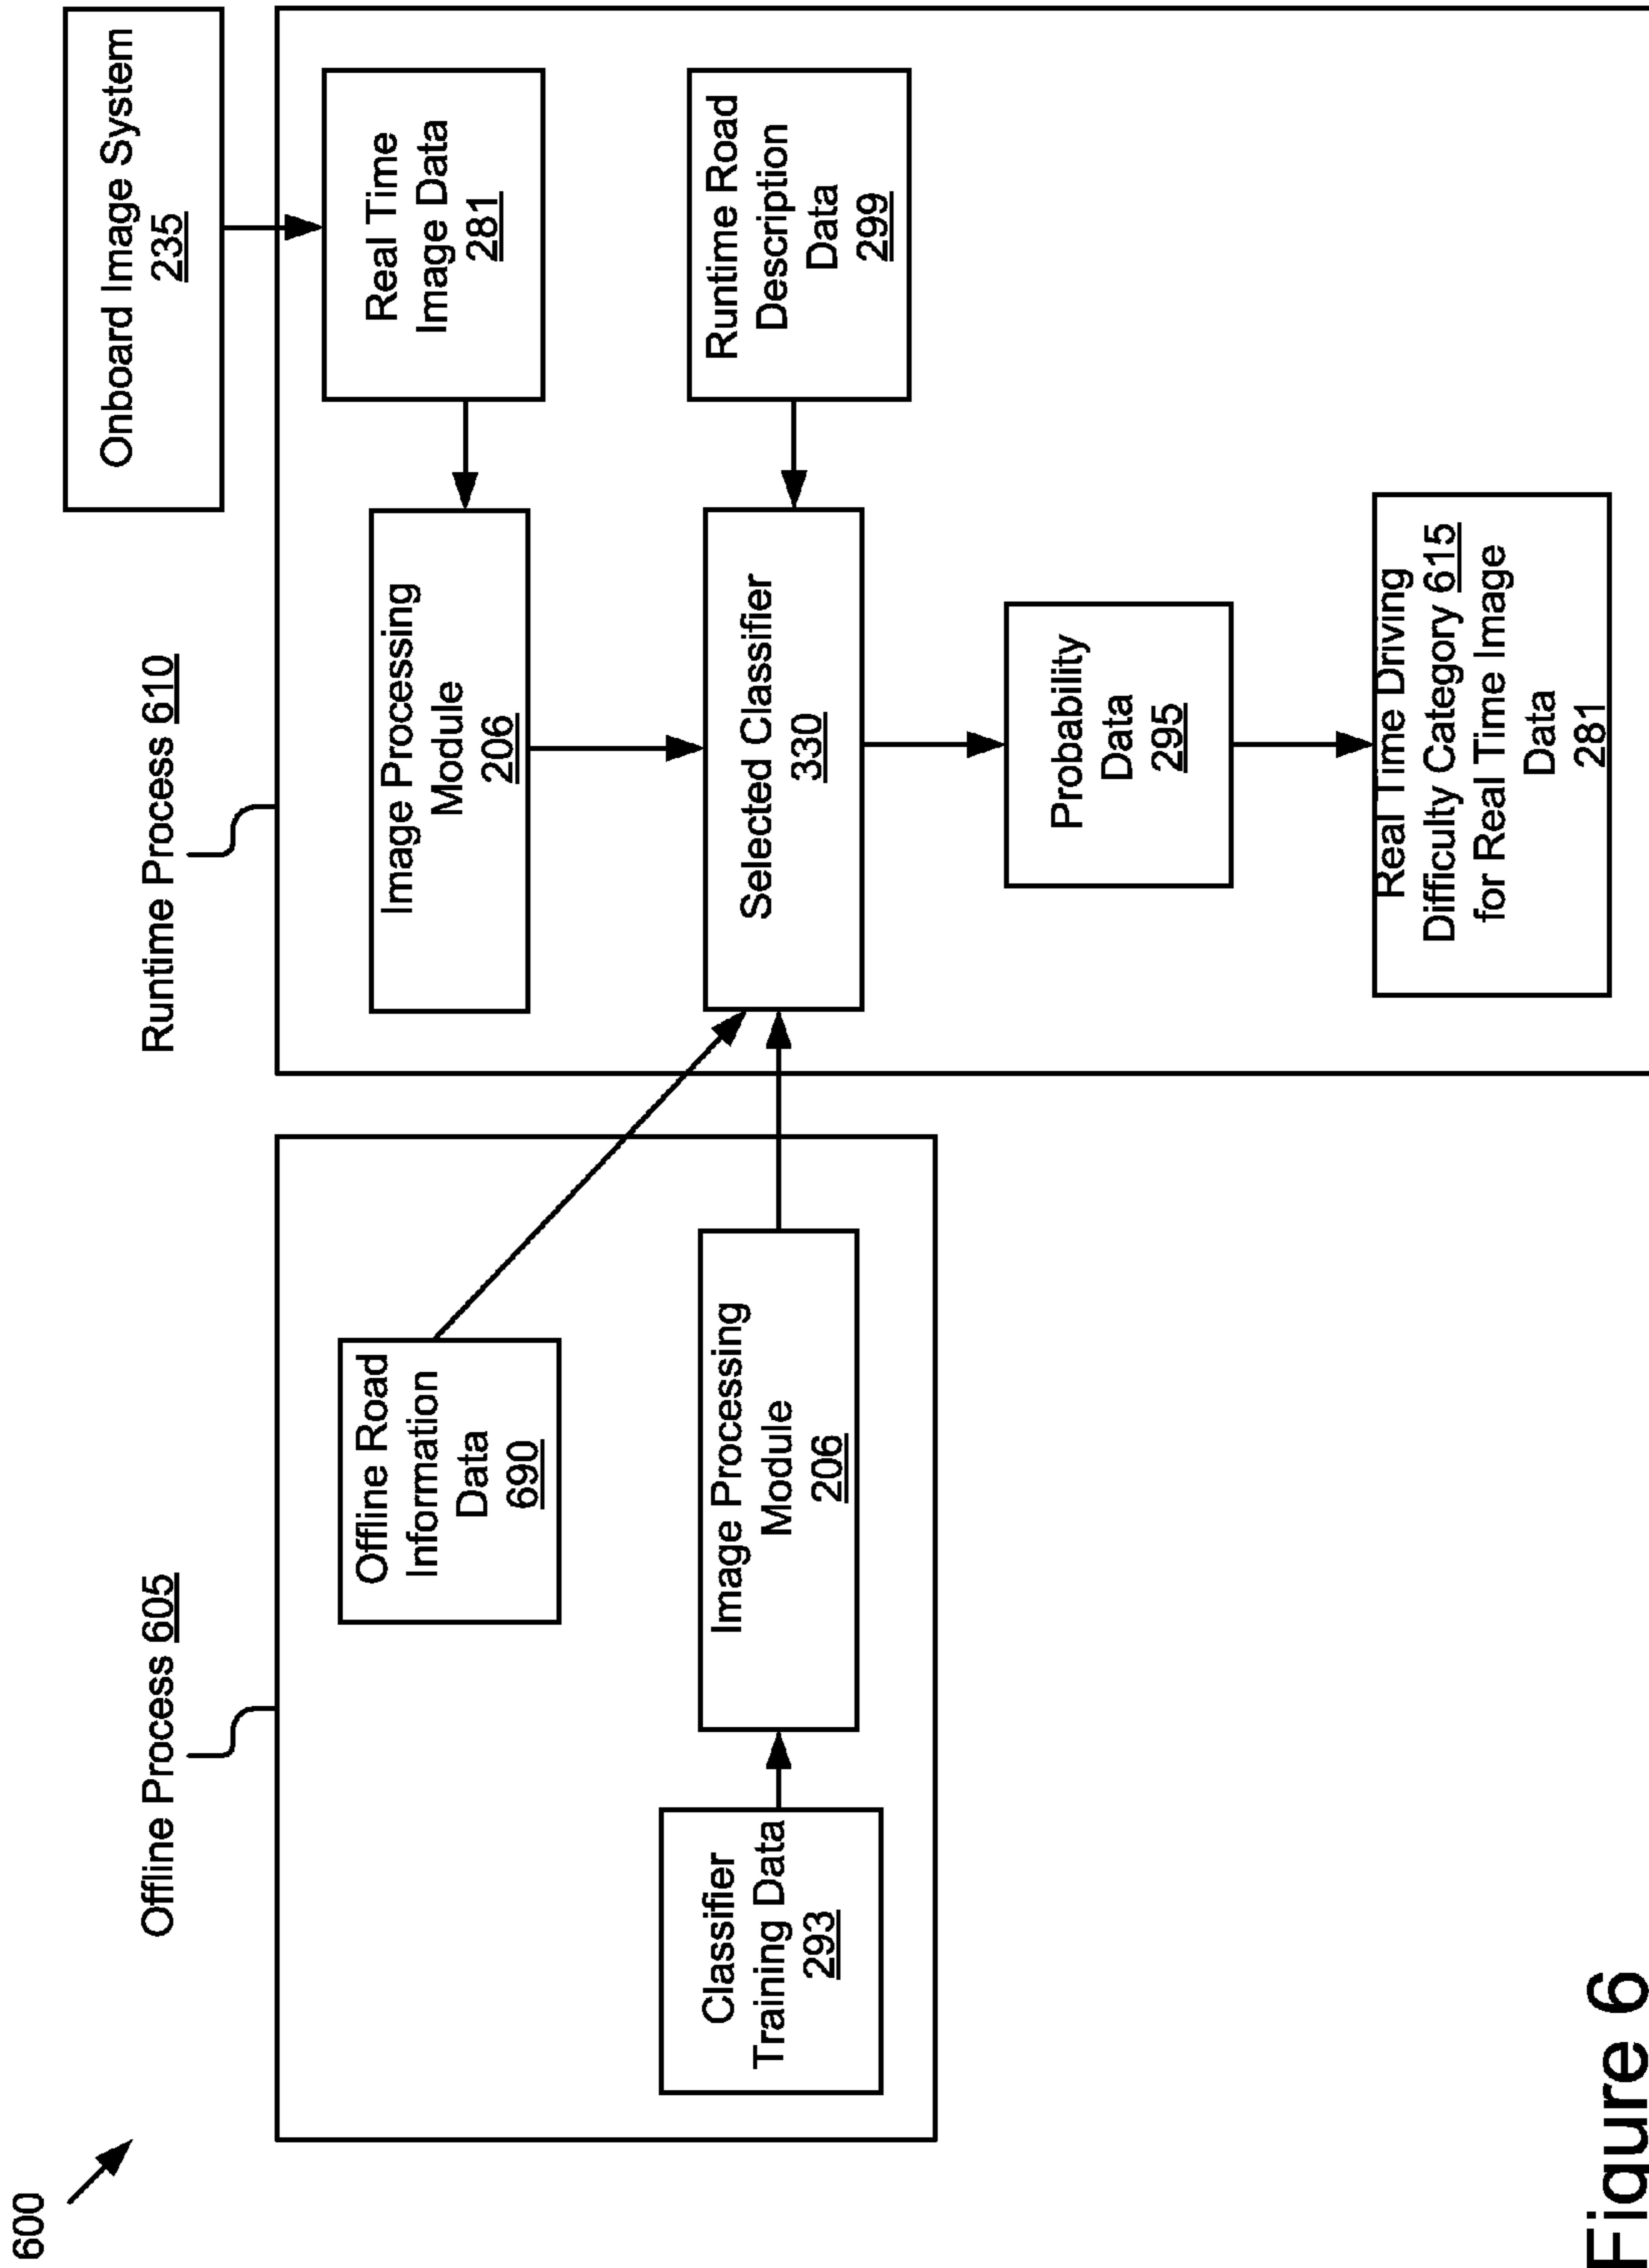 600
Offline Process 605
Runtime Process 610
Onboard Image System
235
Offline Road
Information
Data
690
Classifier
Training Data
293
Image Processing
Module
206
Image Processing
Module
206
Real Time
Image Data
281
Selected Classifier
330
Runtime Road
Description
Data
299
Probability
Data
295
Real Time Driving
Difficulty Category 615
for Real Time Image
Data
281
Figure 6